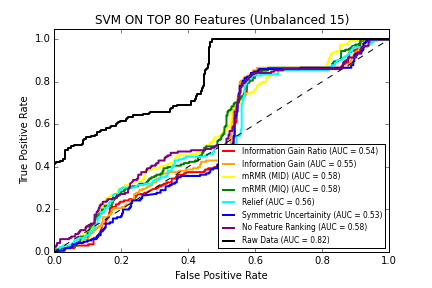 SVM ON TOP 80 Features (Unbalanced 15)
True Positive Rate
1.0
0.8
0.6
0.4
0.2
0.0
Information Gain Ratio (AUC = 0.54)
Information Gain (AUC = 0.55)
mRMR (MID) (AUC = 0.58)
mRMR (MIQ) (AUC = 0.58)
Relief (AUC = 0.56)
Symmetric Uncertainity (AUC = 0.53)
No Feature Ranking (AUC = 0.58)
Raw Data (AUC = 0.82)
0.0 0.2 0.4 0.6 0.8 1.0
False Positive Rate